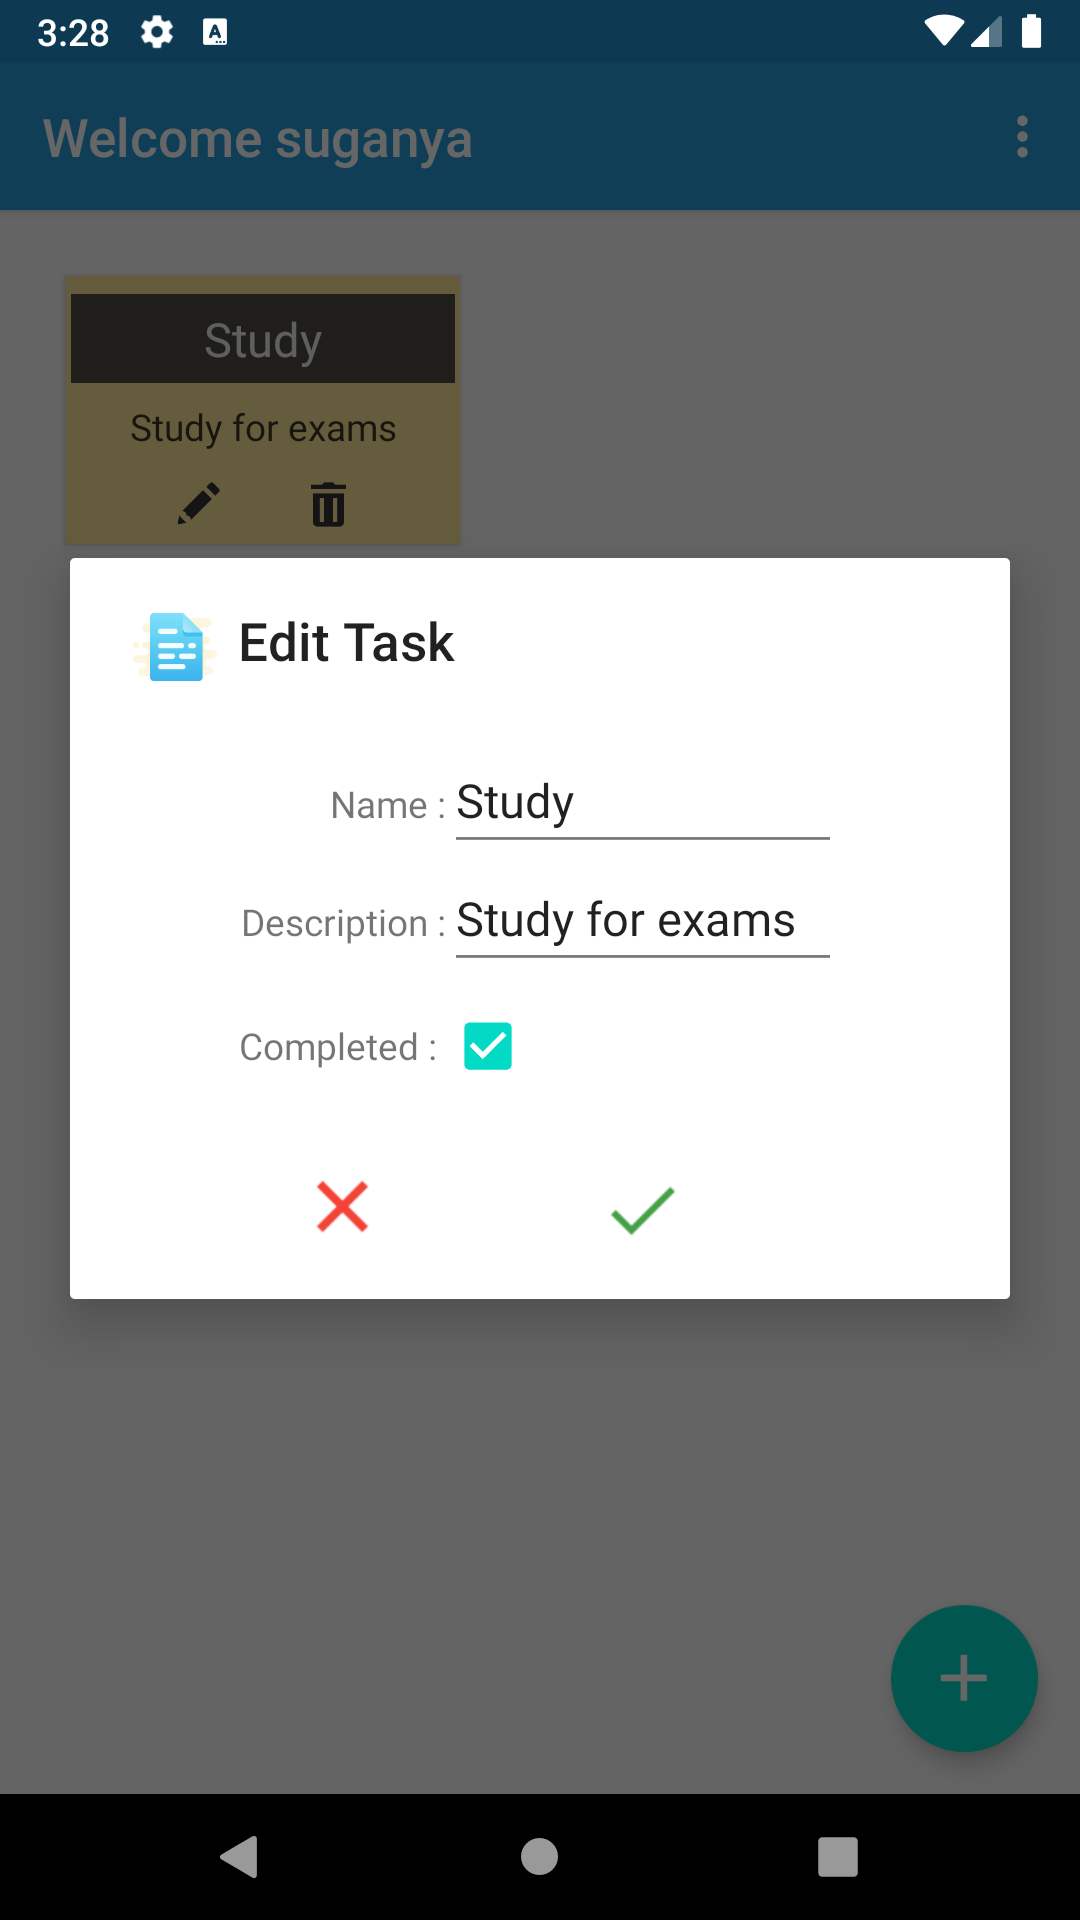 3:28
Welcome suganya
Study
Study for exams
Edit Task
Name : Study
Description : Study for exams
Completed :